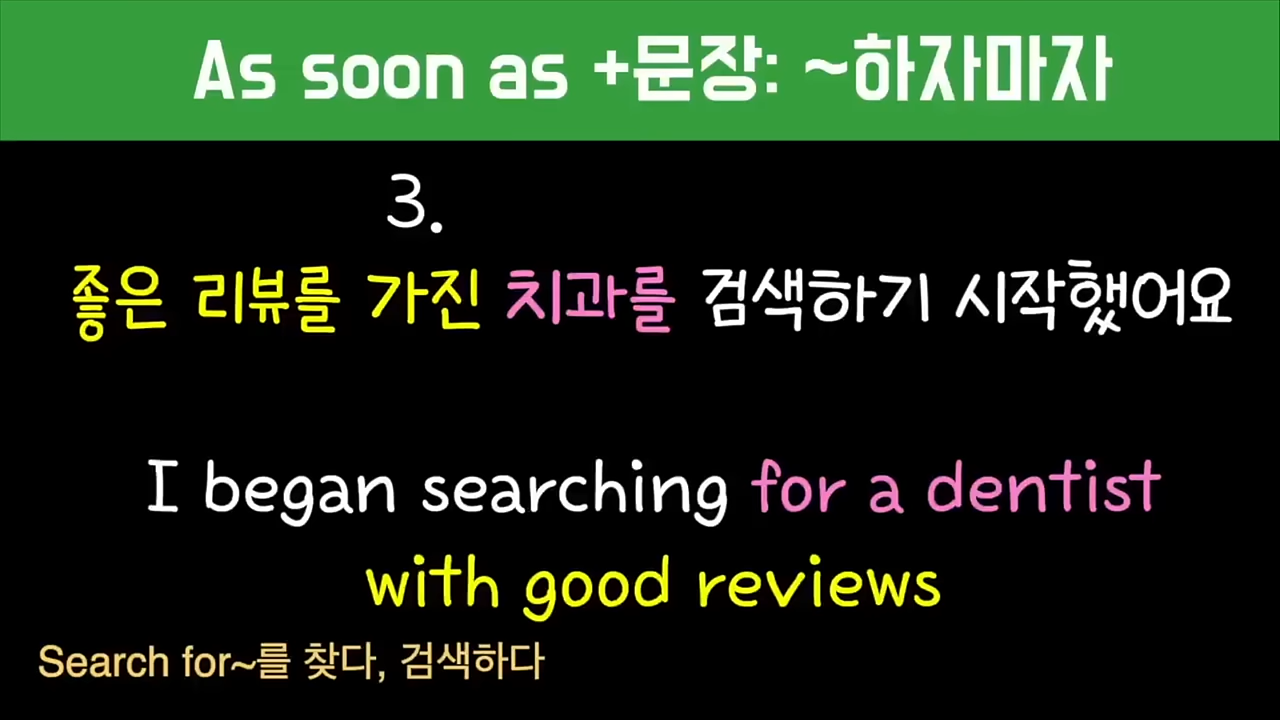 As soon as +문장: ~하자마자
3.
좋은 리뷰를 가진 치과를 검색하기 시작했어요
I began searching for a dentist
with good reviews
Search for~를 찾다, 검색하다